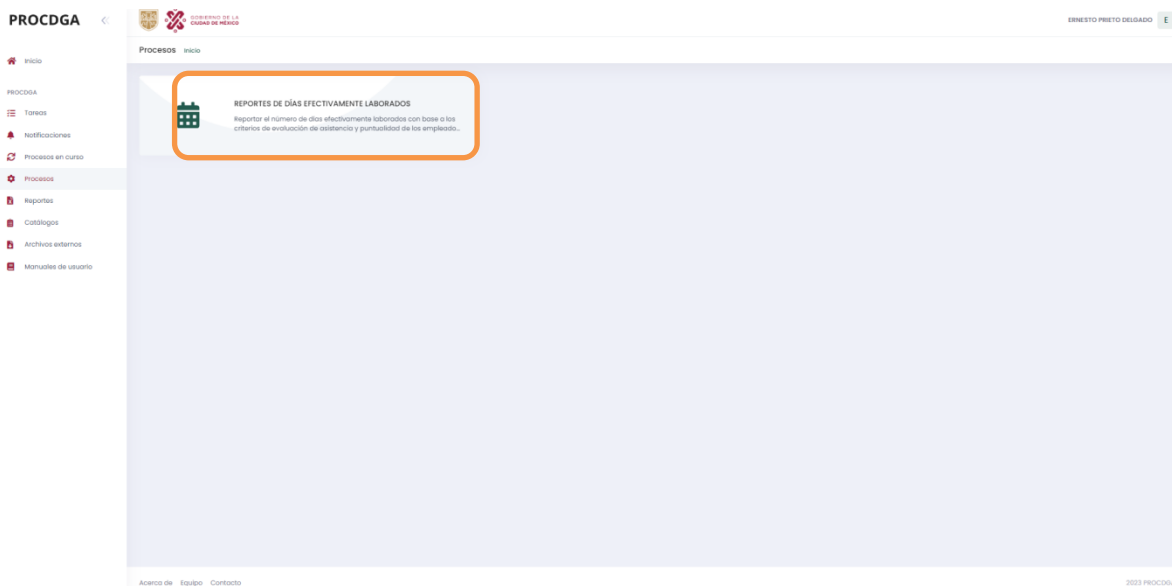 PROCDGA
GOBIERNO DE LA
CIUDAD DE MÉXICO
ERNESTO PRIETO DELGADO E
Procesos Inicio
Inicio
PROCDGA
Tareas
Notificaciones
Procesos en curso
Procesos
Reportes
Catálogos
Archivos externos
Manuales de usuario
REPORTES DE DÍAS EFECTIVAMENTE LABORADOS
Reportar el número de días efectivamente laborados con base a los
criterios de evaluación de asistencia y puntualidad de los empleado...
Acerca de Equipo Contacto
2023 PROCDG